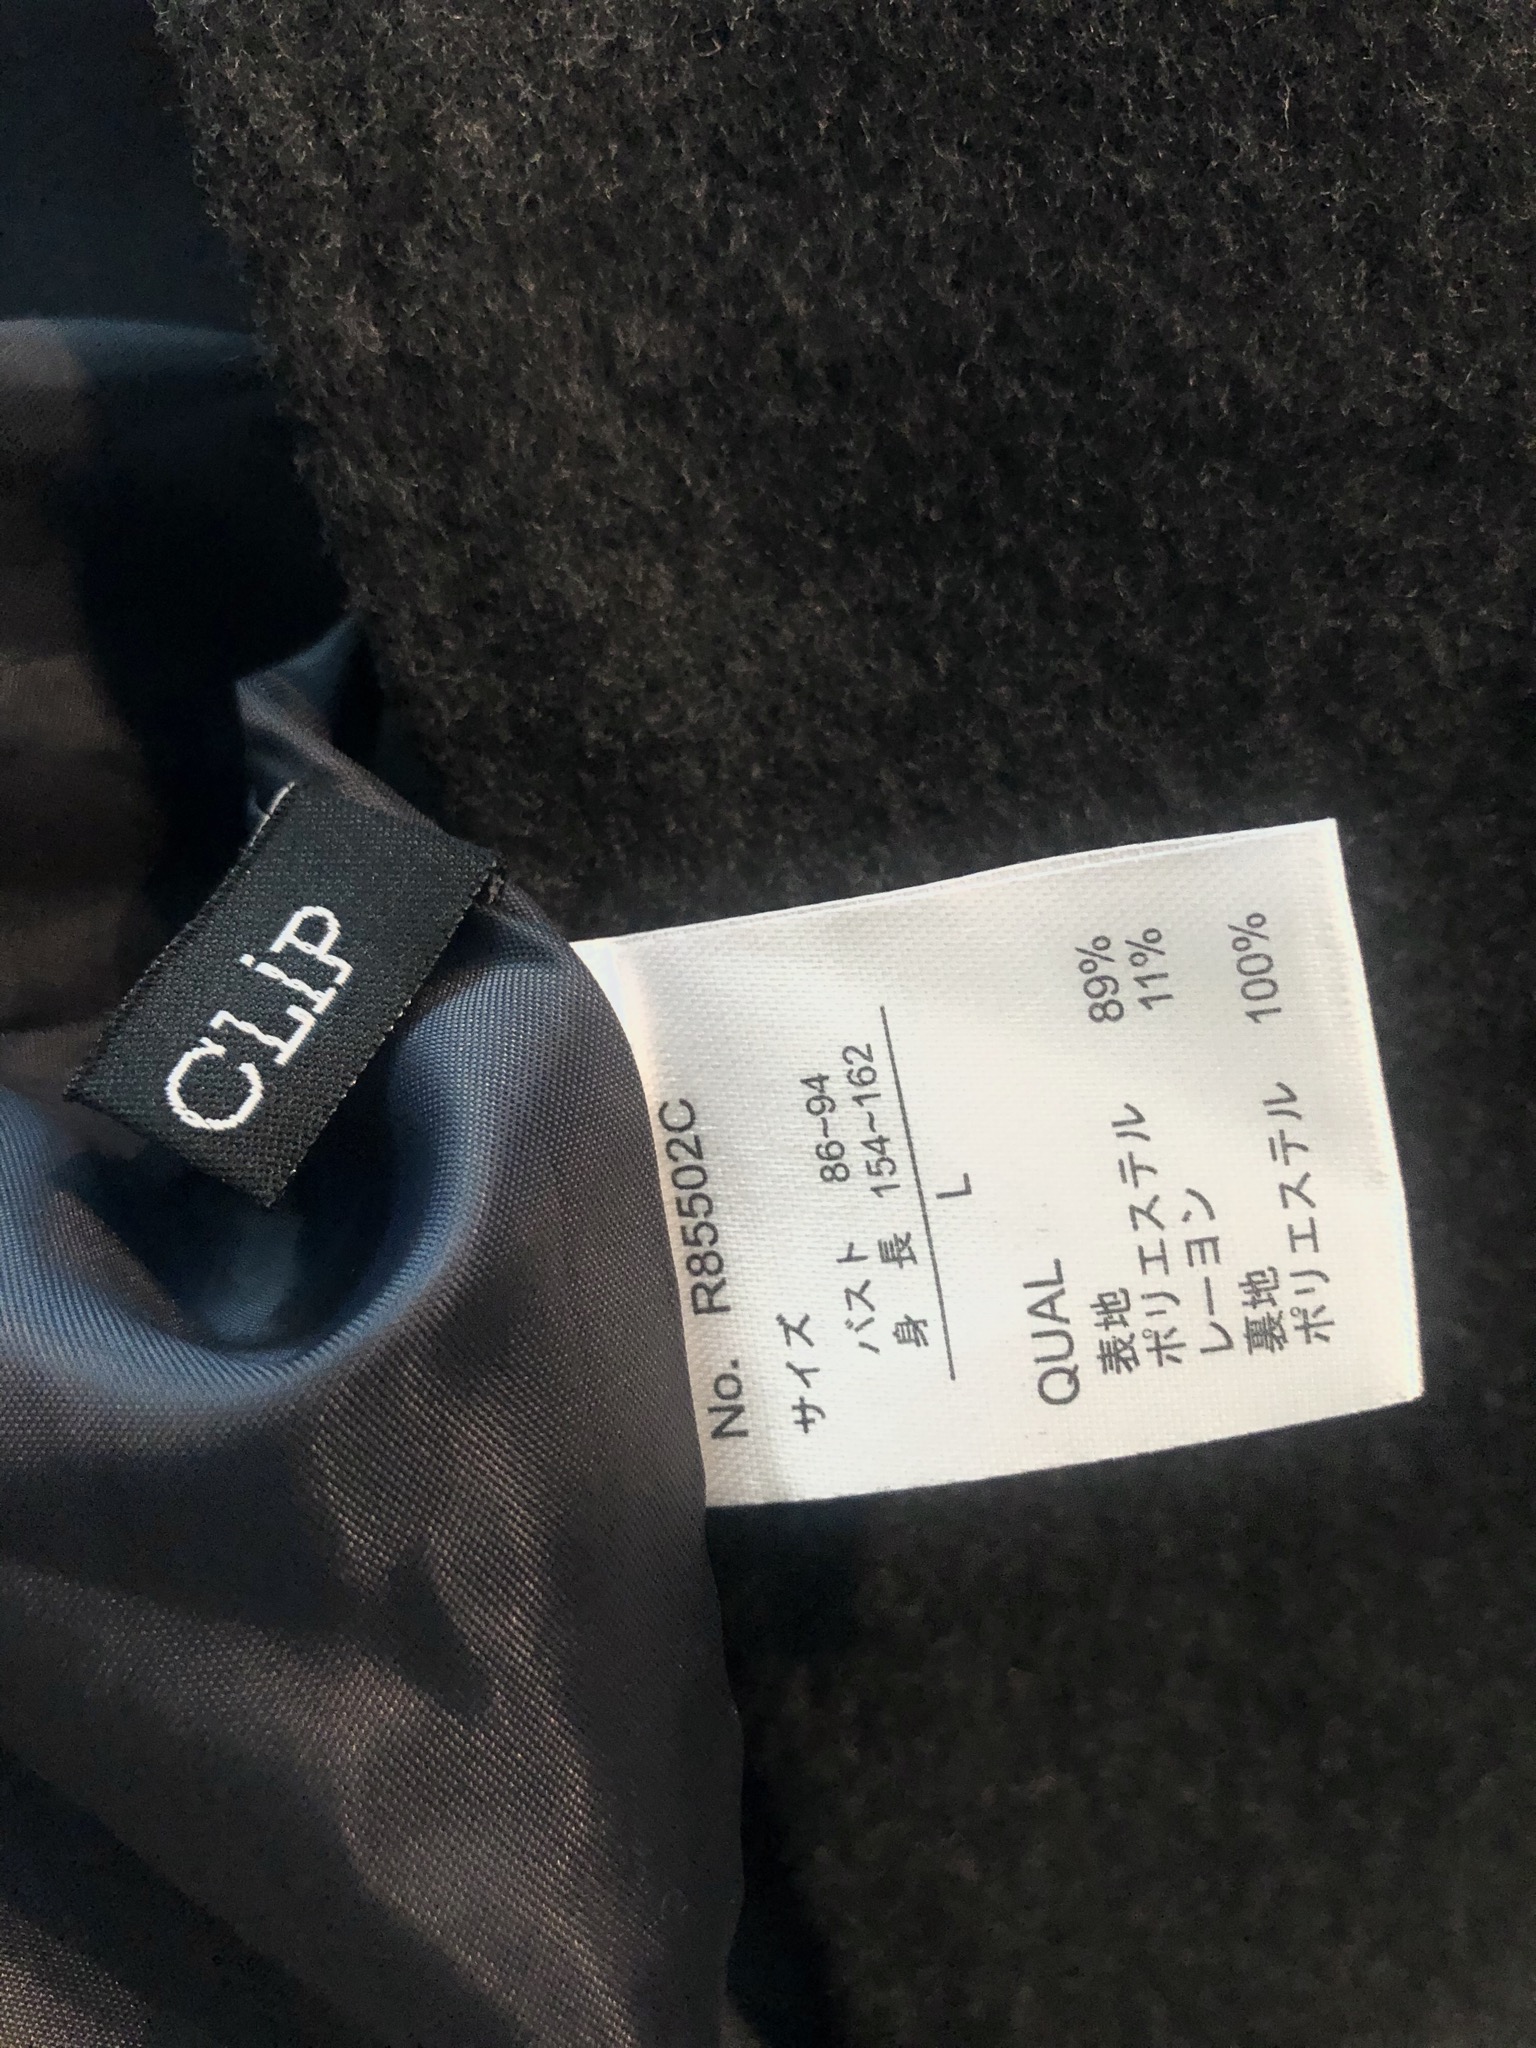 CLiP
No. R85502C
サイズ
バスト 86~94
身 長 154~162
L
QUAL
表地
ポリエステル 89%
レーヨン 11%
裏地
ポリエステル 100%